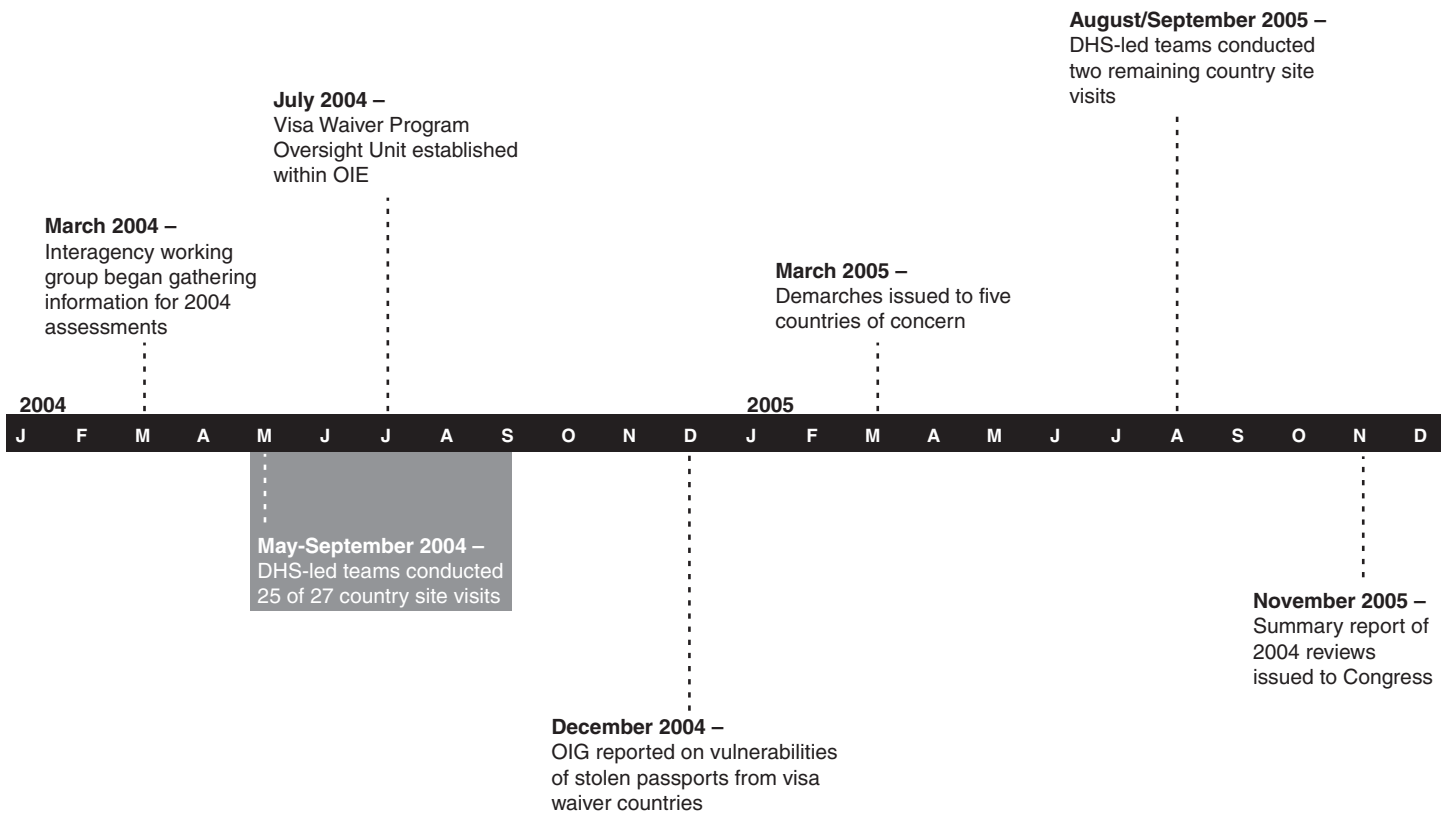 August/September 2005 –
DHS-led teams conducted
two remaining country site
visits
July 2004 –
Visa Waiver Program
Oversight Unit established
within OIE
March 2004 –
Interagency working
group began gathering
information for 2004
assessments
March 2005 –
Demarches issued to five
countries of concern
2004 2005
J F M A M J J A S O N D J F M A M J J A S O N D
May-September 2004 –
DHS-led teams conducted
25 of 27 country site visits
November 2005 –
Summary report of
2004 reviews
issued to Congress
December 2004 –
OIG reported on vulnerabilities
of stolen passports from visa
waiver countries